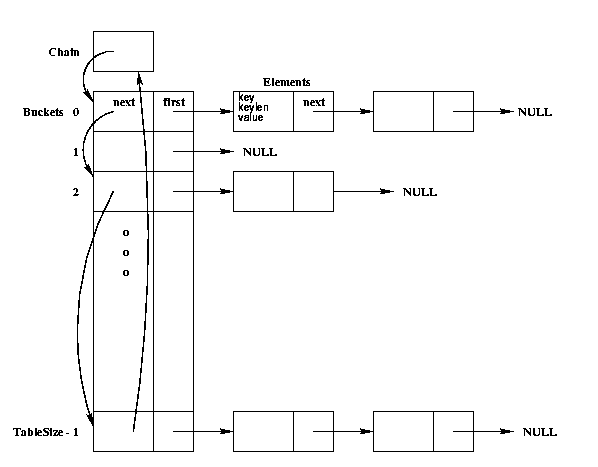 Chain
Elements
Buckets 0 next first key next NULL
keylen
value
1 NULL
2 NULL
o
o
o
TableSize - 1 NULL